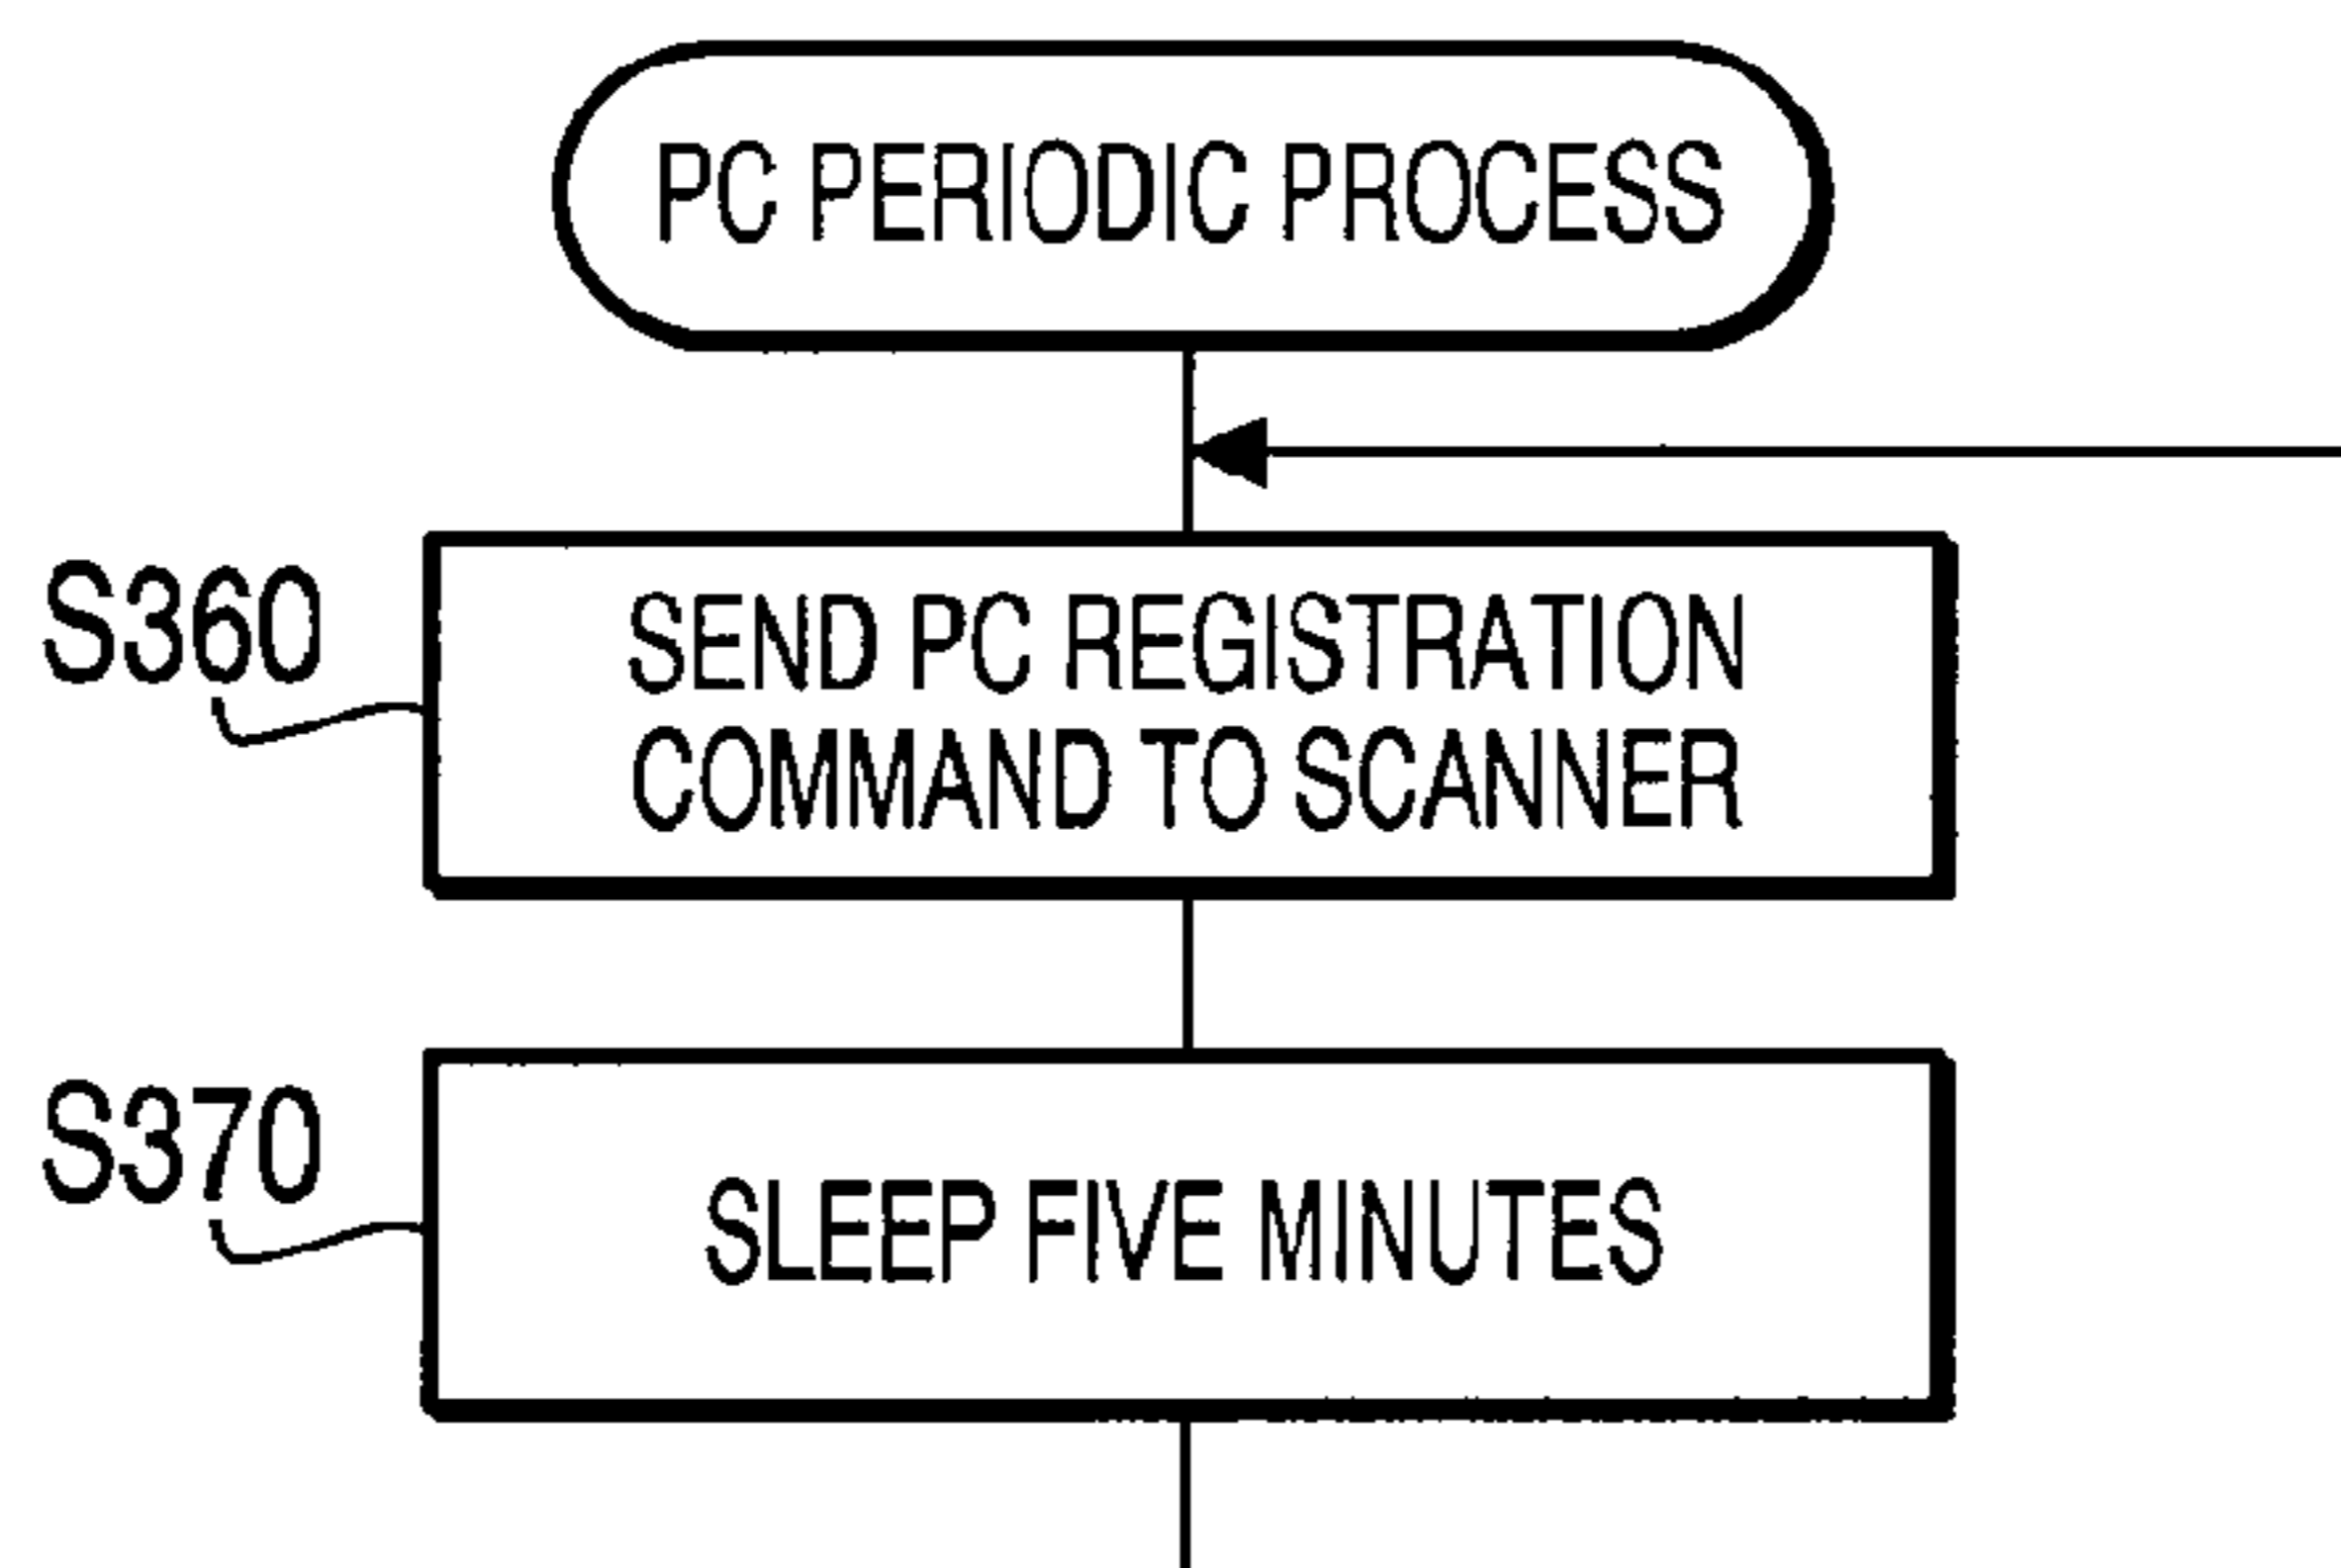 PC PERIODIC PROCESS
S360
SEND PC REGISTRATION
COMMAND TO SCANNER
S370
SLEEP FIVE MINUTES